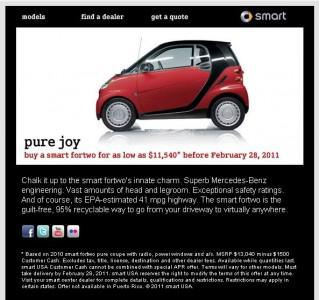 models find a dealer get a quote smart
pure joy
buy a smart fortwo for as low as $11,540* before February 28, 2011
Chalk it up to the smart fortwo's innate charm. Superb Mercedes-Benz
engineering. Vast amounts of head and legroom. Exceptional safety ratings.
And of course, its EPA-estimated 41 mpg highway. The smart fortwo is the
guilt-free, 95% recyclable way to go from your driveway to virtually anywhere.
* Based on 2010 smart fortwo pure coupe with radio, power windows and a/c. MSRP $13,040 minus $1500
Customer Cash. Excludes tax, title, license, destination and other dealer fees. Available while quantities last.
smart USA Customer Cash cannot be combined with special APR offer. Terms will vary for other models. Must
take delivery by February 28, 2011. smart USA reserves the right to modify the terms of this offer at any time.
Visit your smart center dealer for complete details, qualifications and restrictions. Participation may vary in
certain dates. Offer not available in Puerto Rico. © 2011 smart USA.